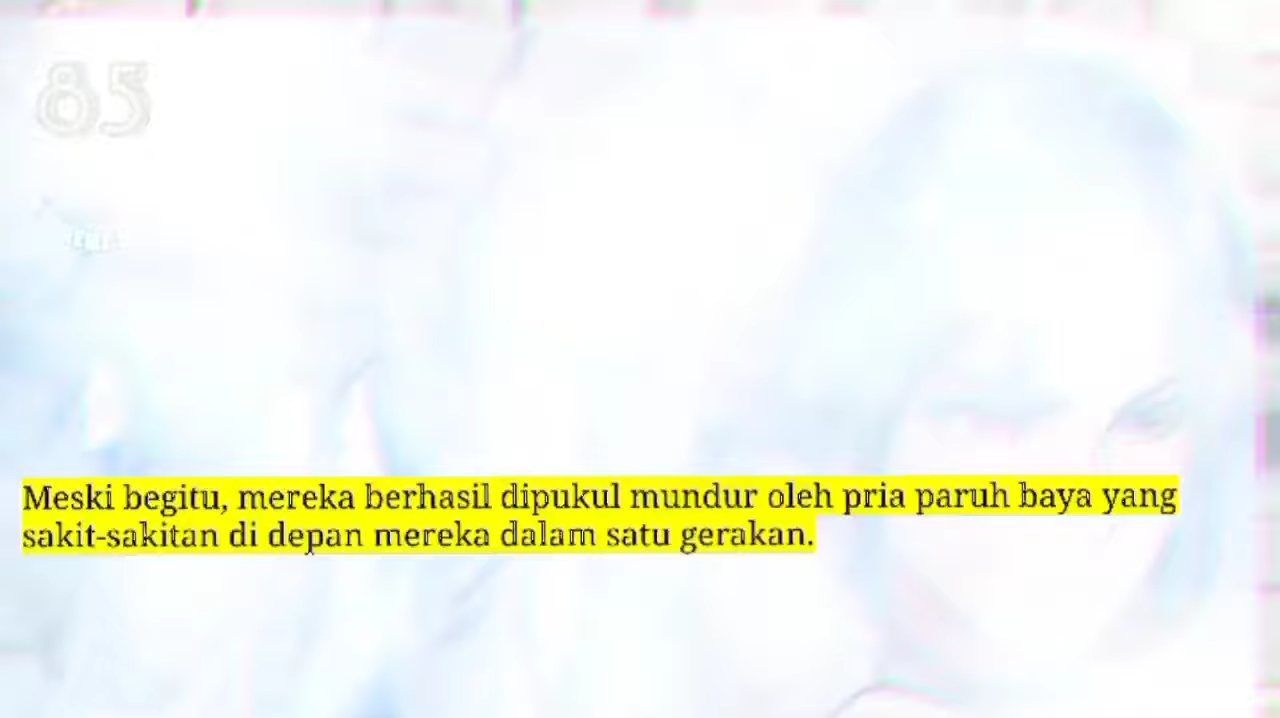 85
Meski begitu, mereka berhasil dipukul mundur oleh pria paruh baya yang
sakit-sakitan di depan mereka dalam satu gerakan.